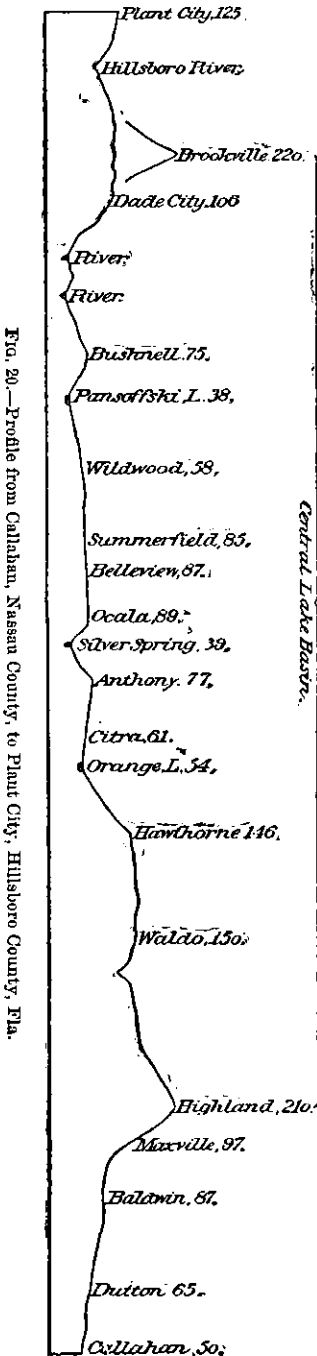 Plant City, 125
Hillsboro River,
Brookville 220.
Dade City, 106
River,
River.
Bushnell. 75.
Pansoffski, L. 38,
Wildwood, 58,
Summerfield, 85.
Belleview, 87.
Ocala, 89.
Silver Spring, 39.
Anthony. 77.
Citra, 61.
Orange, L. 54,
Hawthorne 146.
Waldo, 150.
Highland, 210.
Maxville, 97.
Baldwin, 87.
Dutton 65.
Callahan, 50.
Central Lake Basin.
FIG. 20.—Profile from Callahan, Nassau County, to Plant City, Hillsboro County, Fla.